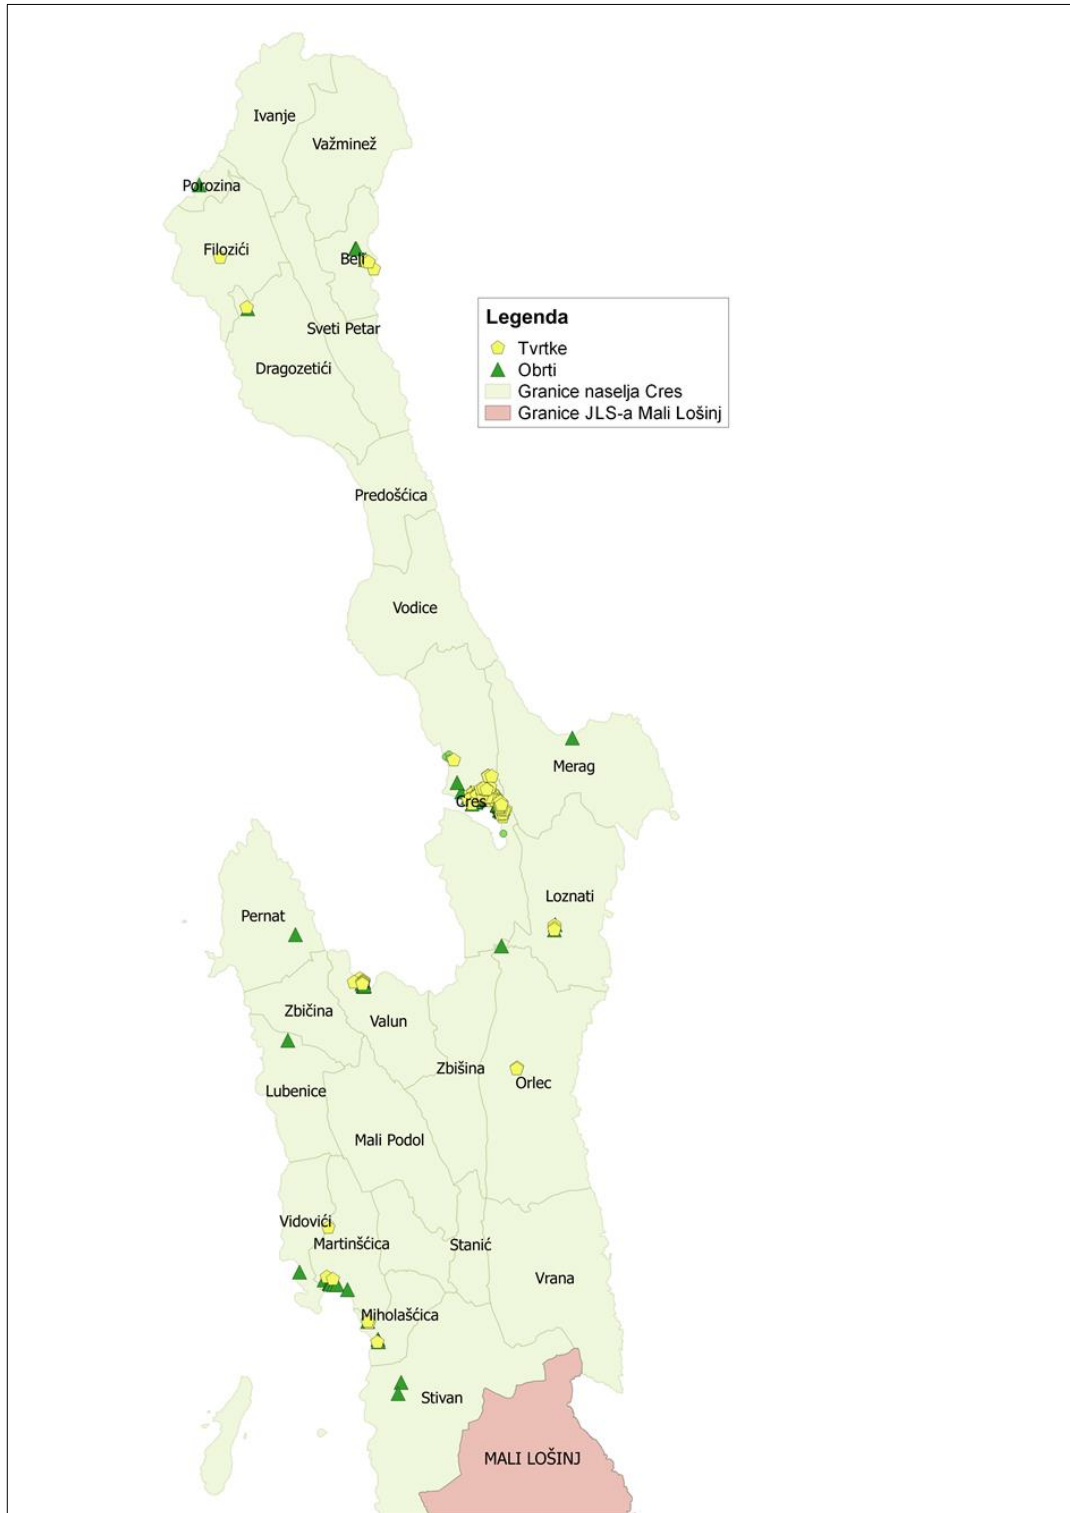 Ivanje
Važminež
Porozina
Filozići
Beli
Sveti Petar
Dragozetići
Legenda
Tvrtke
Obrti
Granice naselja Cres
Granice JLS-a Mali Lošinj
Predošćica
Vodice
Merag
Cres
Loznati
Pernat
Zbičina
Valun
Zbišina
Orlec
Lubenice
Mali Podol
Vidovići
Martinšćica
Stanić
Vrana
Miholašćica
Stivan
MALI LOŠINJ